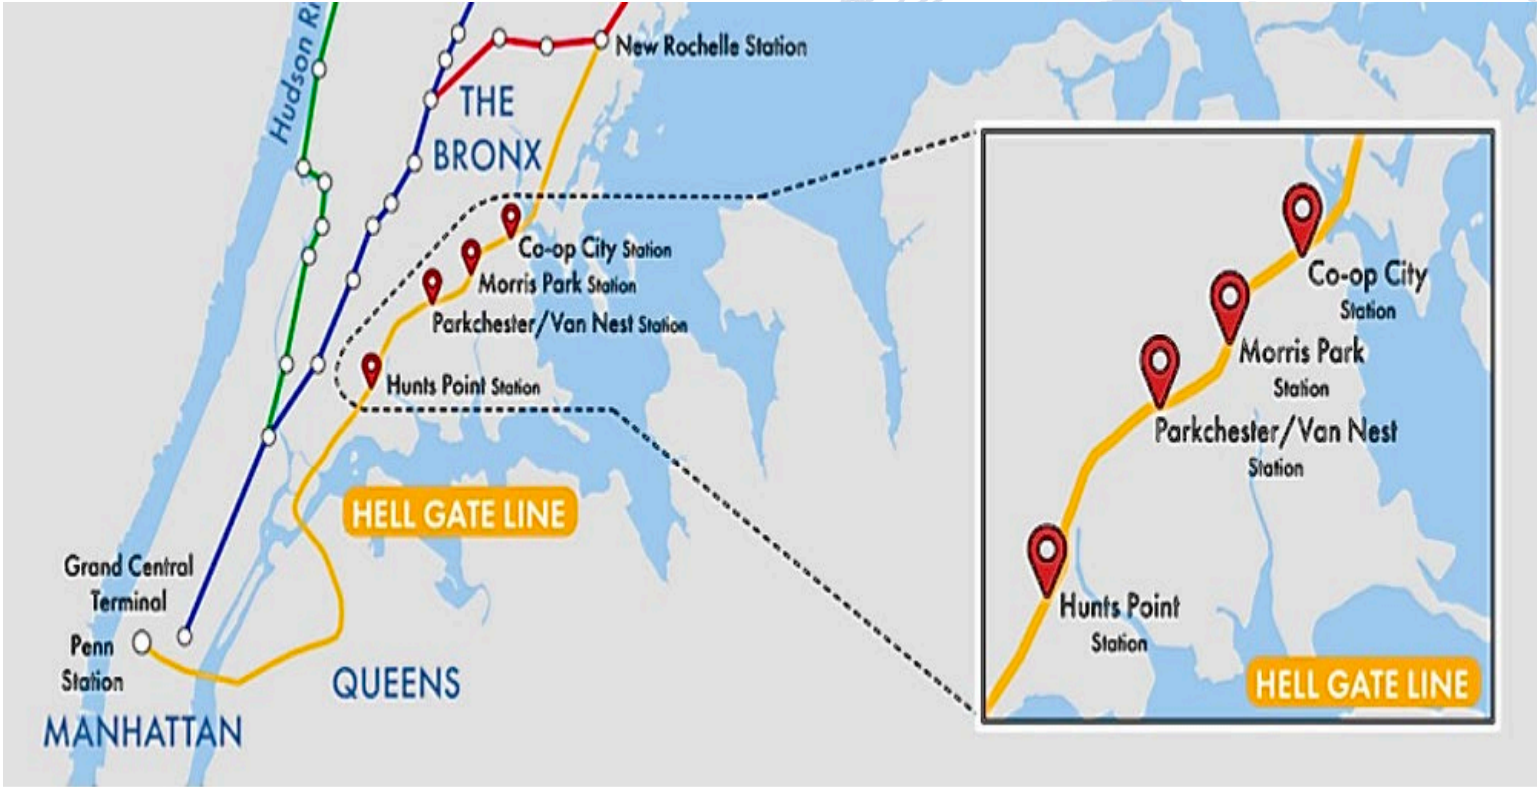 Hudson Ri
New Rochelle Station
THE
BRONX
Co-op City Station
Morris Park Station
Parkchester/Van Nest Station
Hunts Point Station
HELL GATE LINE
Grand Central
Terminal
Penn
Station
QUEENS
MANHATTAN
Co-op City
Station
Morris Park
Station
Parkchester/Van Nest
Station
Hunts Point
Station
HELL GATE LINE